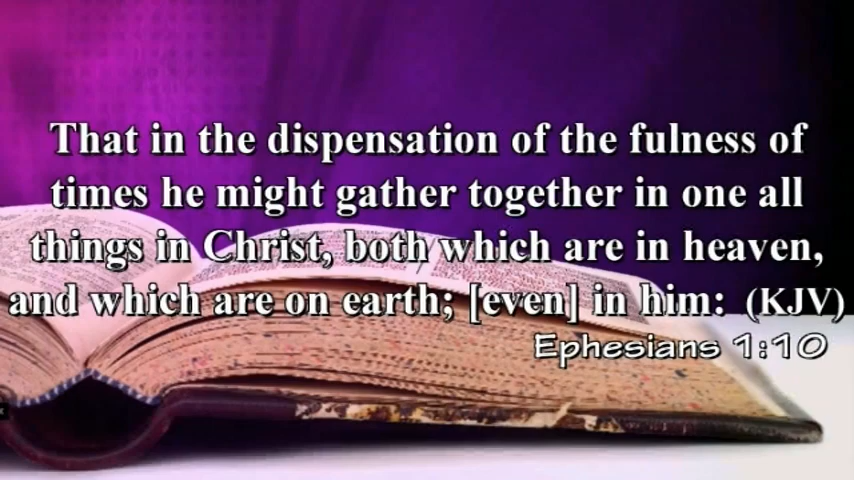 That in the dispensation of the fulness of
times he might gather together in one all
things in Christ, both which are in heaven,
and which are on earth; [even] in him: (KJV)
Ephesians 1:10